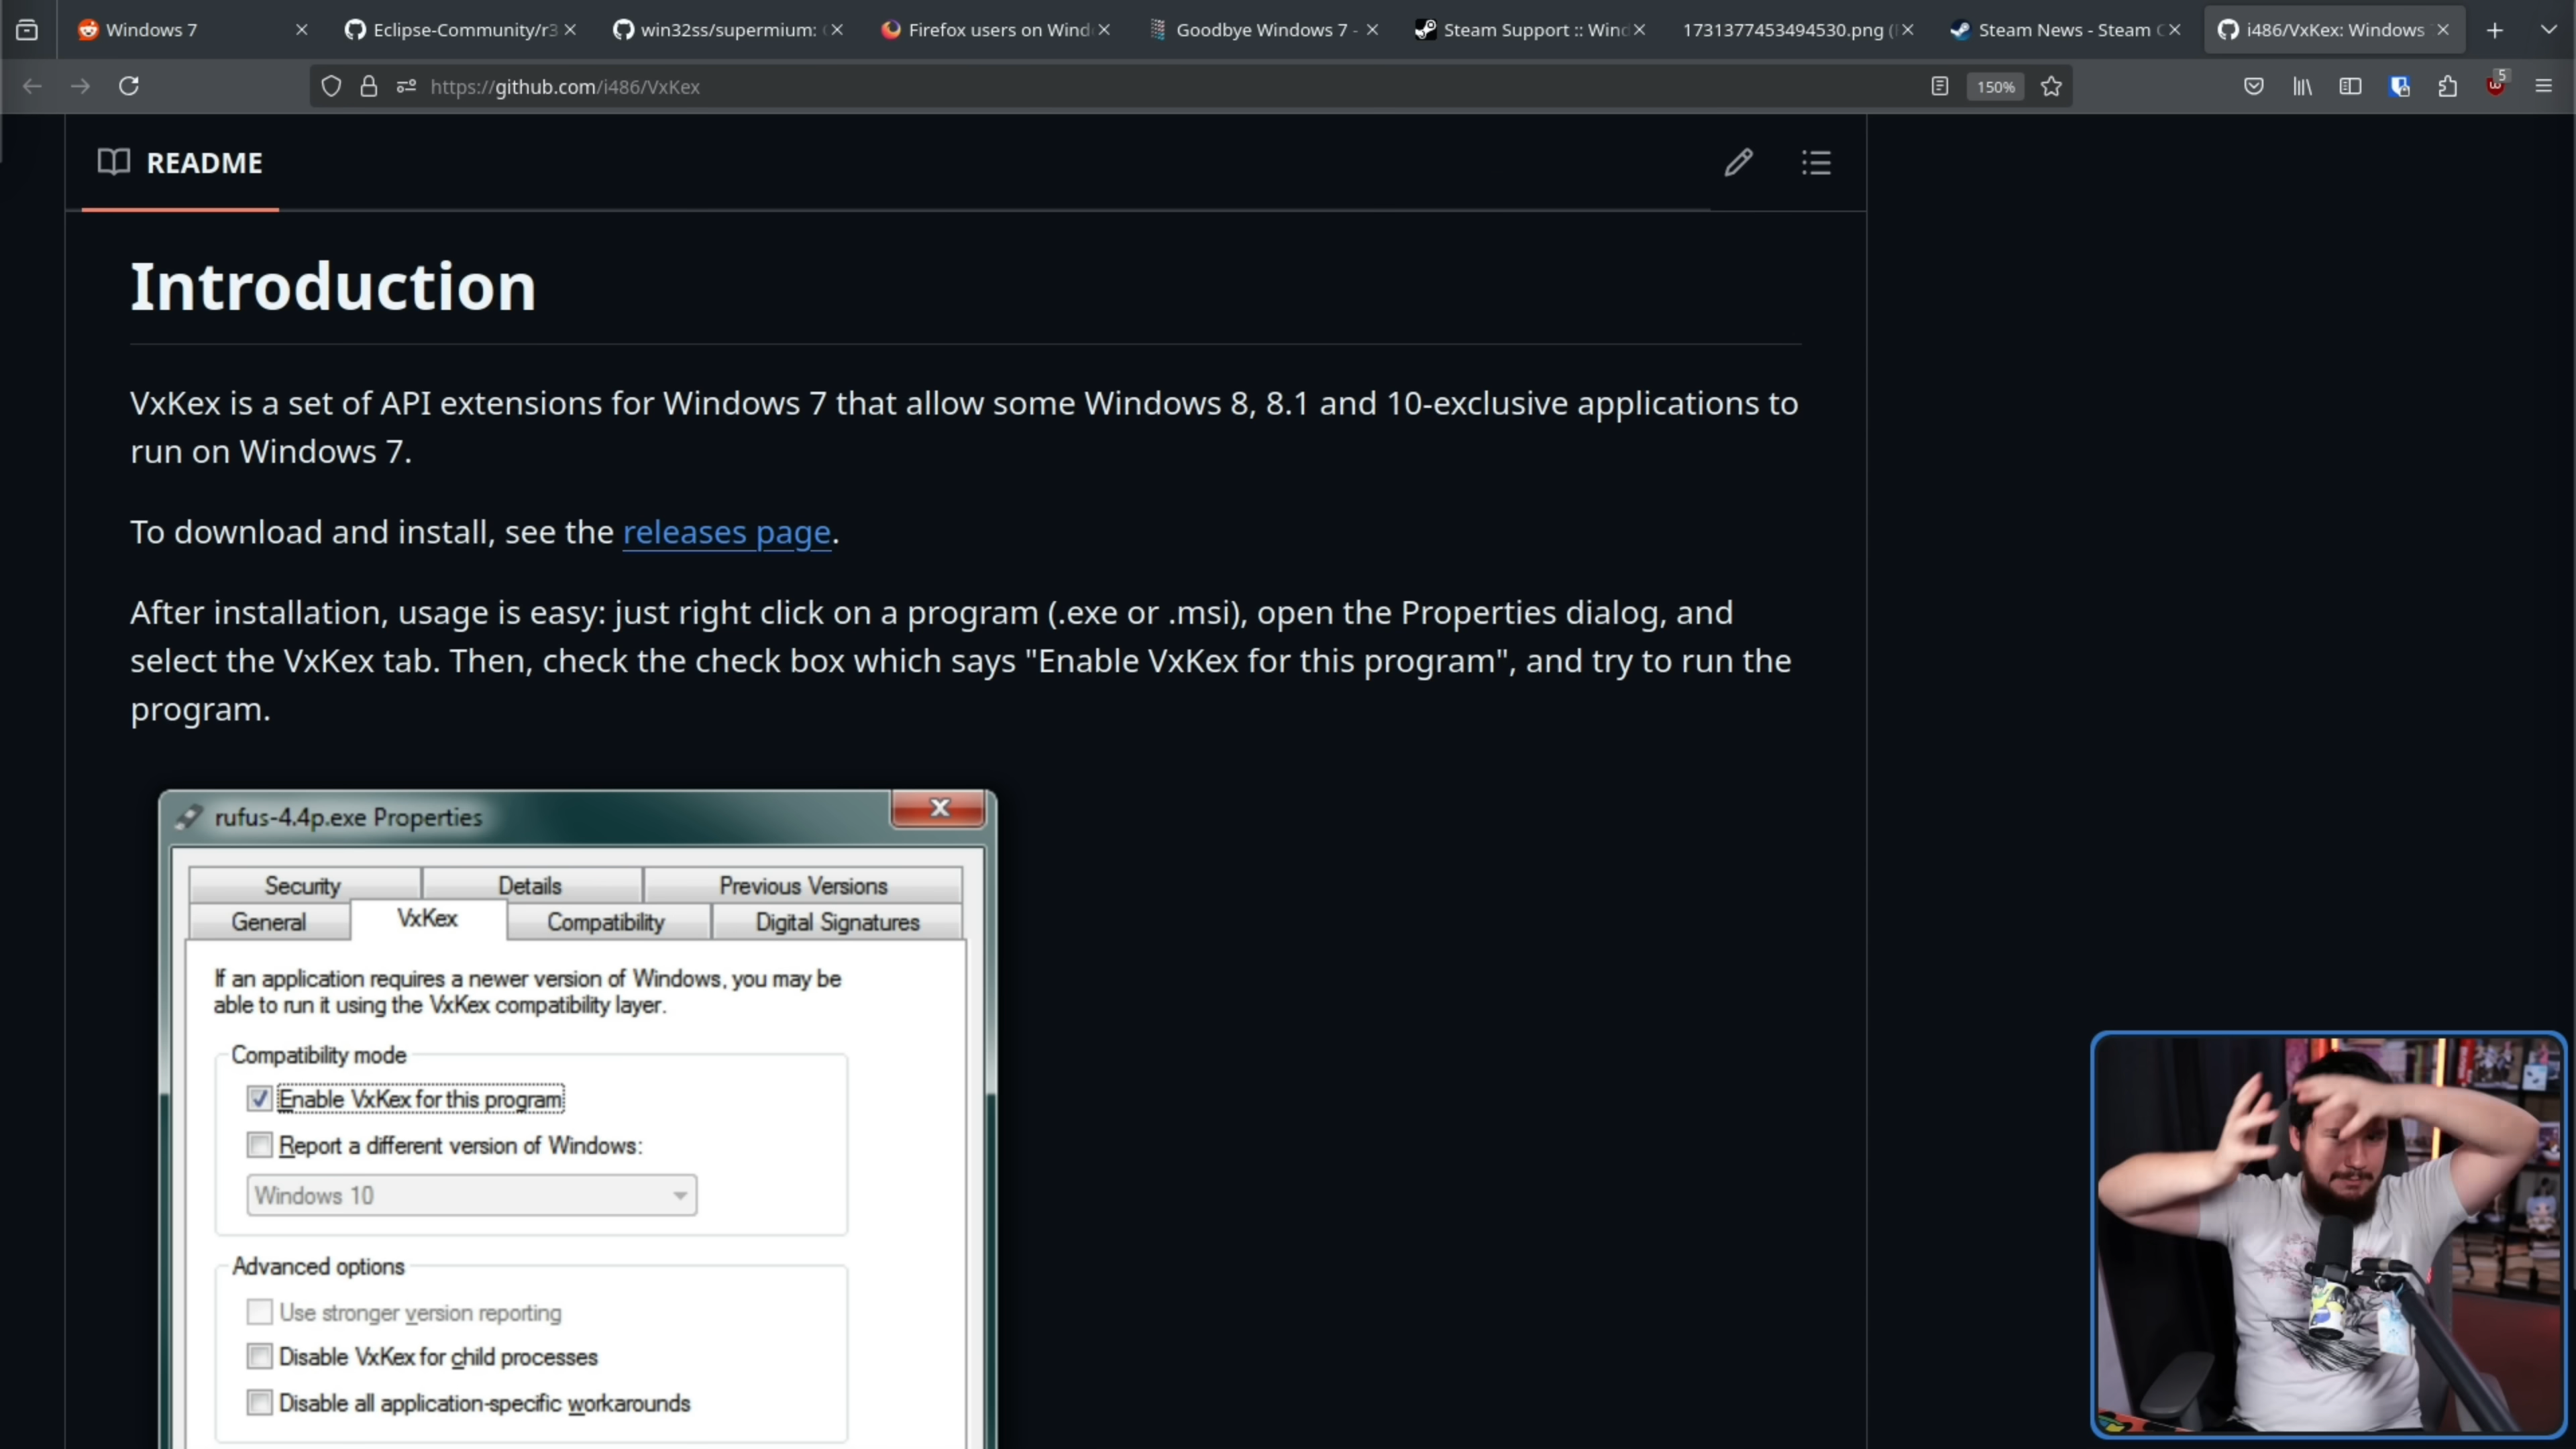 Windows 7
Eclipse-Community/r3
win32ss/supermium:
Firefox users on Wind
Goodbye Windows 7 -
Steam Support :: Wind
1731377453494530.png (
Steam News - Steam C
i486/VxKex: Windows
https://github.com/i486/VxKex
150%
5
README
Introduction
VxKex is a set of API extensions for Windows 7 that allow some Windows 8, 8.1 and 10-exclusive applications to
run on Windows 7.
To download and install, see the releases page.
After installation, usage is easy: just right click on a program (.exe or .msi), open the Properties dialog, and
select the VxKex tab. Then, check the check box which says "Enable VxKex for this program", and try to run the
program.
rufus-4.4p.exe Properties
Security Details Previous Versions
General VxKex Compatibility Digital Signatures
If an application requires a newer version of Windows, you may be
able to run it using the VxKex compatibility layer.
Compatibility mode
Enable VxKex for this program
Report a different version of Windows:
Windows 10
Advanced options
Use stronger version reporting
Disable VxKex for child processes
Disable all application-specific workarounds